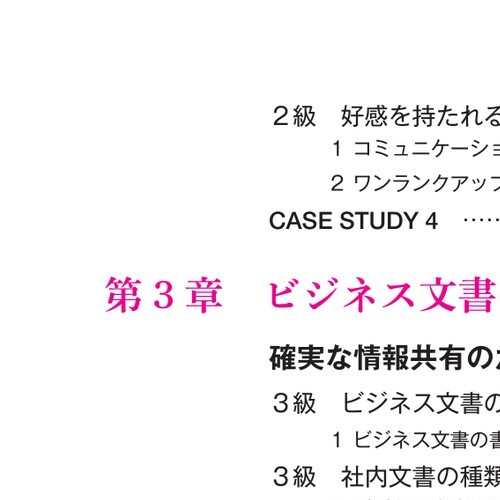 ２級　好感を持たれる
1 コミュニケーショ
2 ワンランクアップ
CASE STUDY 4　……
第３章　ビジネス文書
確実な情報共有の
３級　ビジネス文書の
1 ビジネス文書の書
３級　社内文書の種類